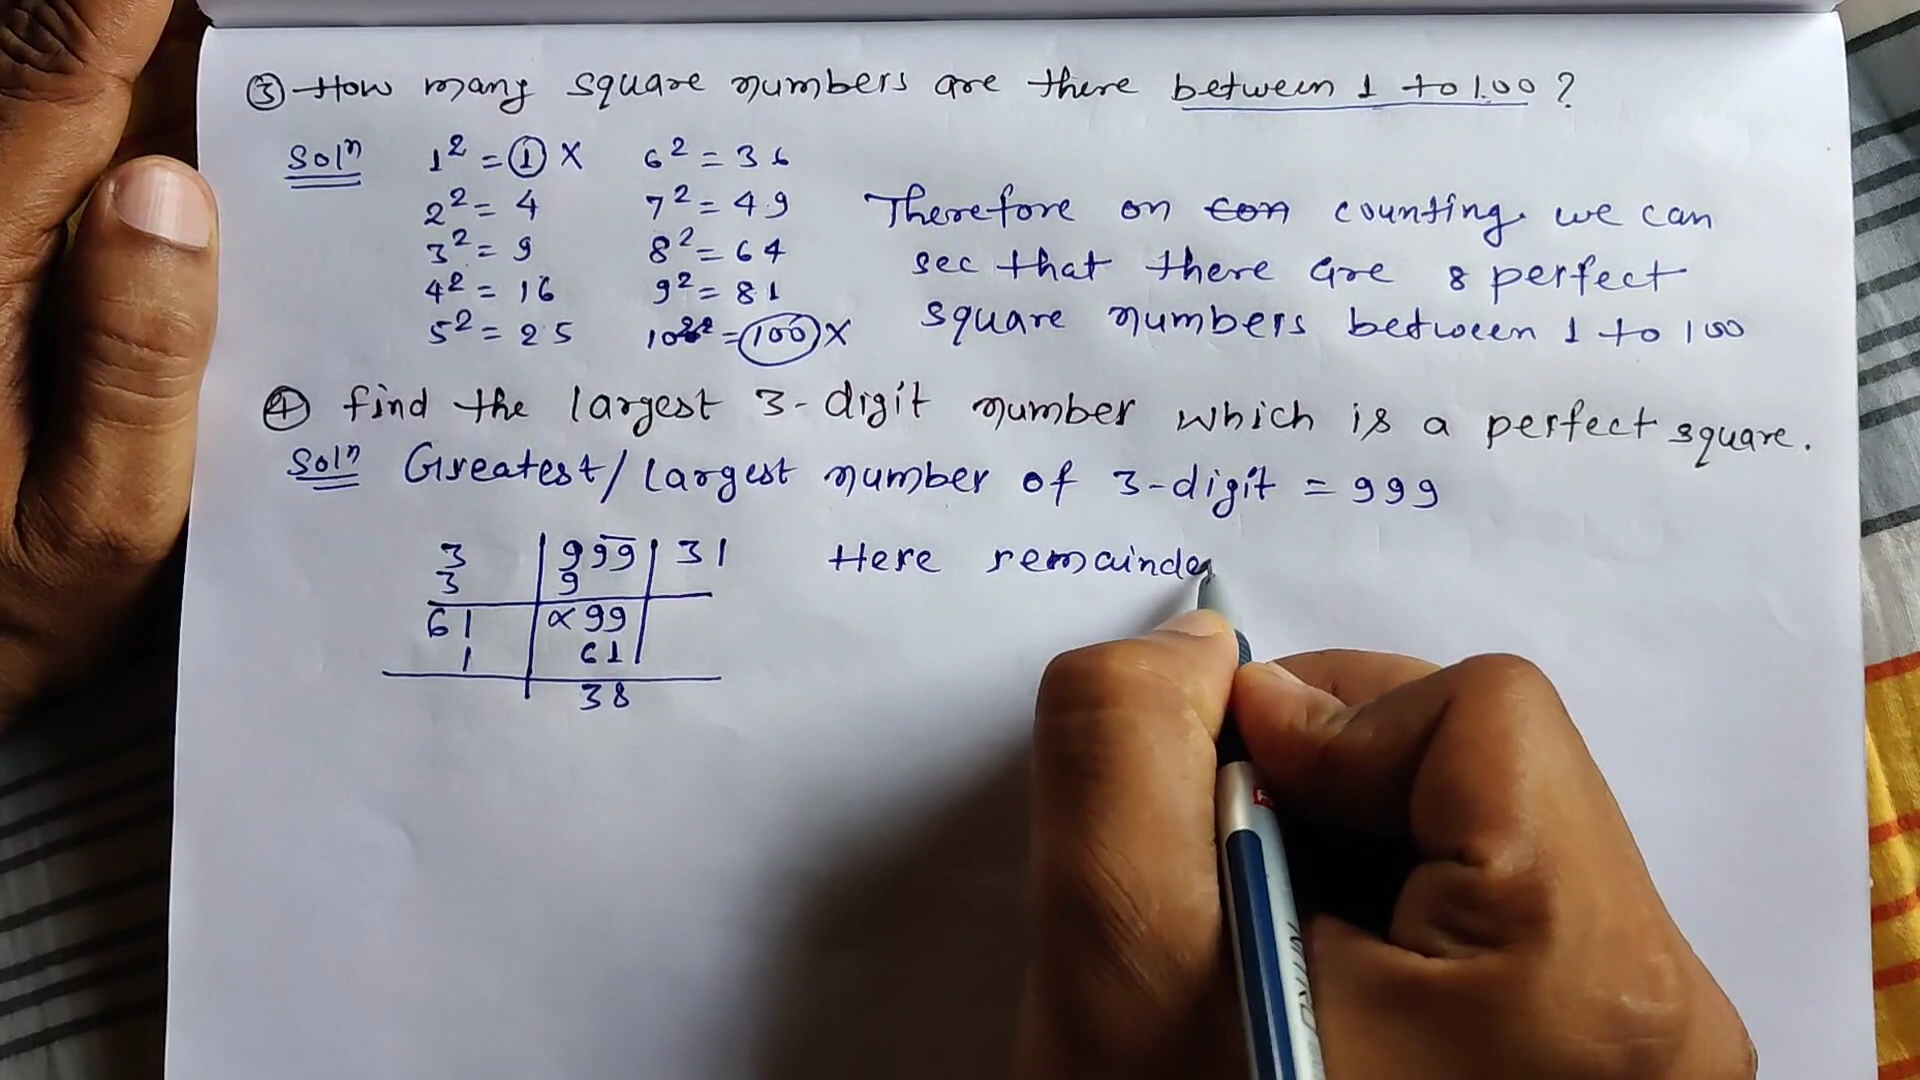 ③ How many square numbers are there between 1 to 100?
Solⁿ 1² = 1 X 6² = 36
2² = 4 7² = 49
3² = 9 8² = 64
4² = 16 9² = 81
5² = 25 10² = 100 X
Therefore on con counting we can
see that there are 8 perfect
square numbers between 1 to 100
④ find the largest 3-digit number which is a perfect square.
Solⁿ Greatest/largest number of 3-digit = 999
3 | 999 | 31
3 | 9
61 | x99
1 | 61
38
Here remainde